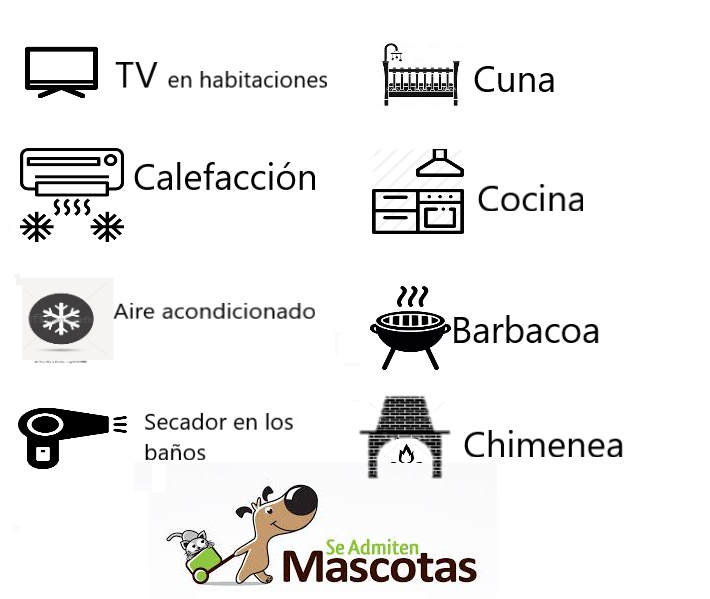 TV en habitaciones
Cuna
Calefacción
Cocina
Aire acondicionado
Barbacoa
Secador en los
baños
Chimenea
Se Admiten
Mascotas